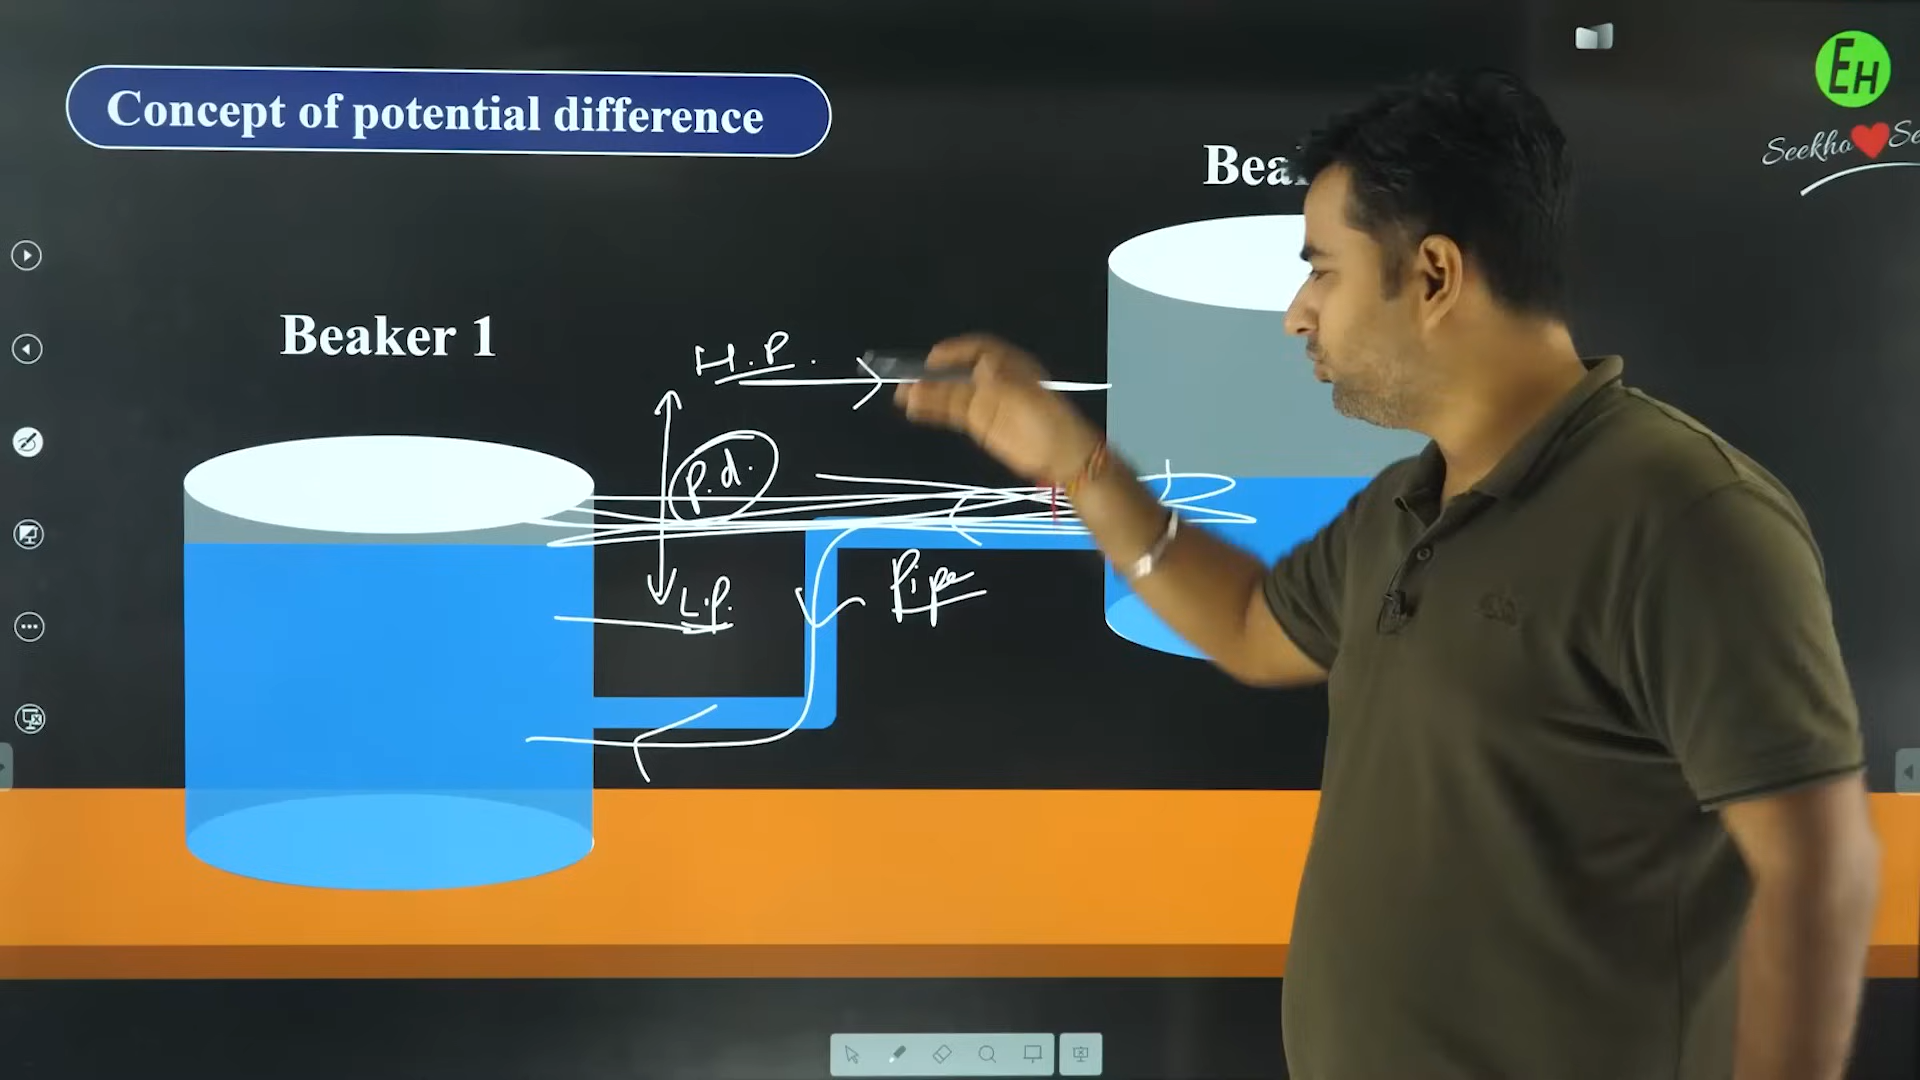 Concept of potential difference
EH
Seekho
Beaker 1
H.P.
P.d.
L.P.
Pipe